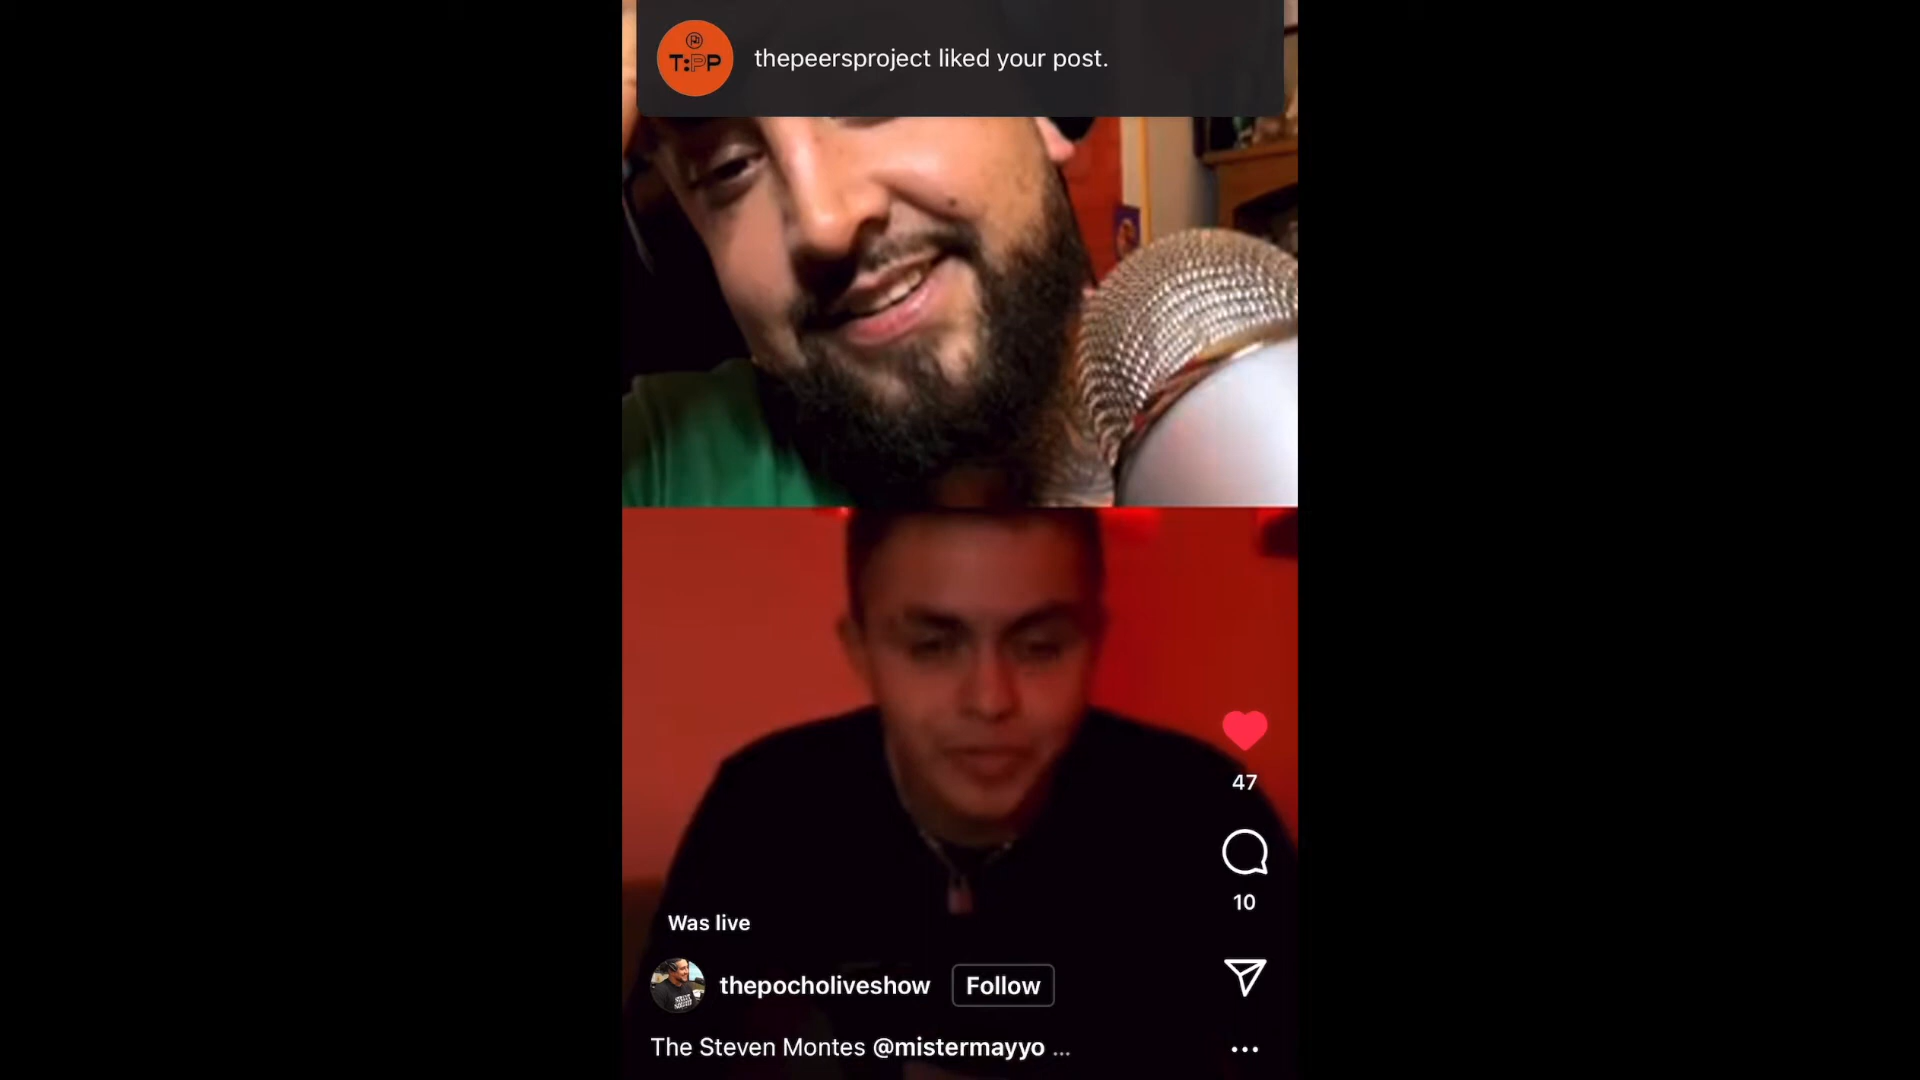 T:PP
thepeersproject liked your post.
47
10
Was live
thepocholiveshow
Follow
The Steven Montes @mistermayyo ...